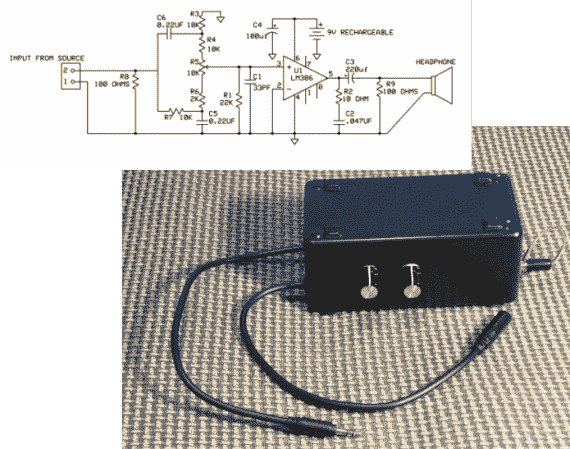 R3
10K
C6
0.22UF
R4
10K
C4
100uf
9V RECHARGEABLE
INPUT FROM SOURCE
2
1
R8
100 OHMS
R5
10K
C1
33PF
3
2
6
7
U1
LM386
5
4
1
8
C3
220uf
HEADPHONE
R2
10 OHM
R9
100 OHMS
R6
2K
R1
22K
R7 10K
C5
0.22UF
C2
.047UF